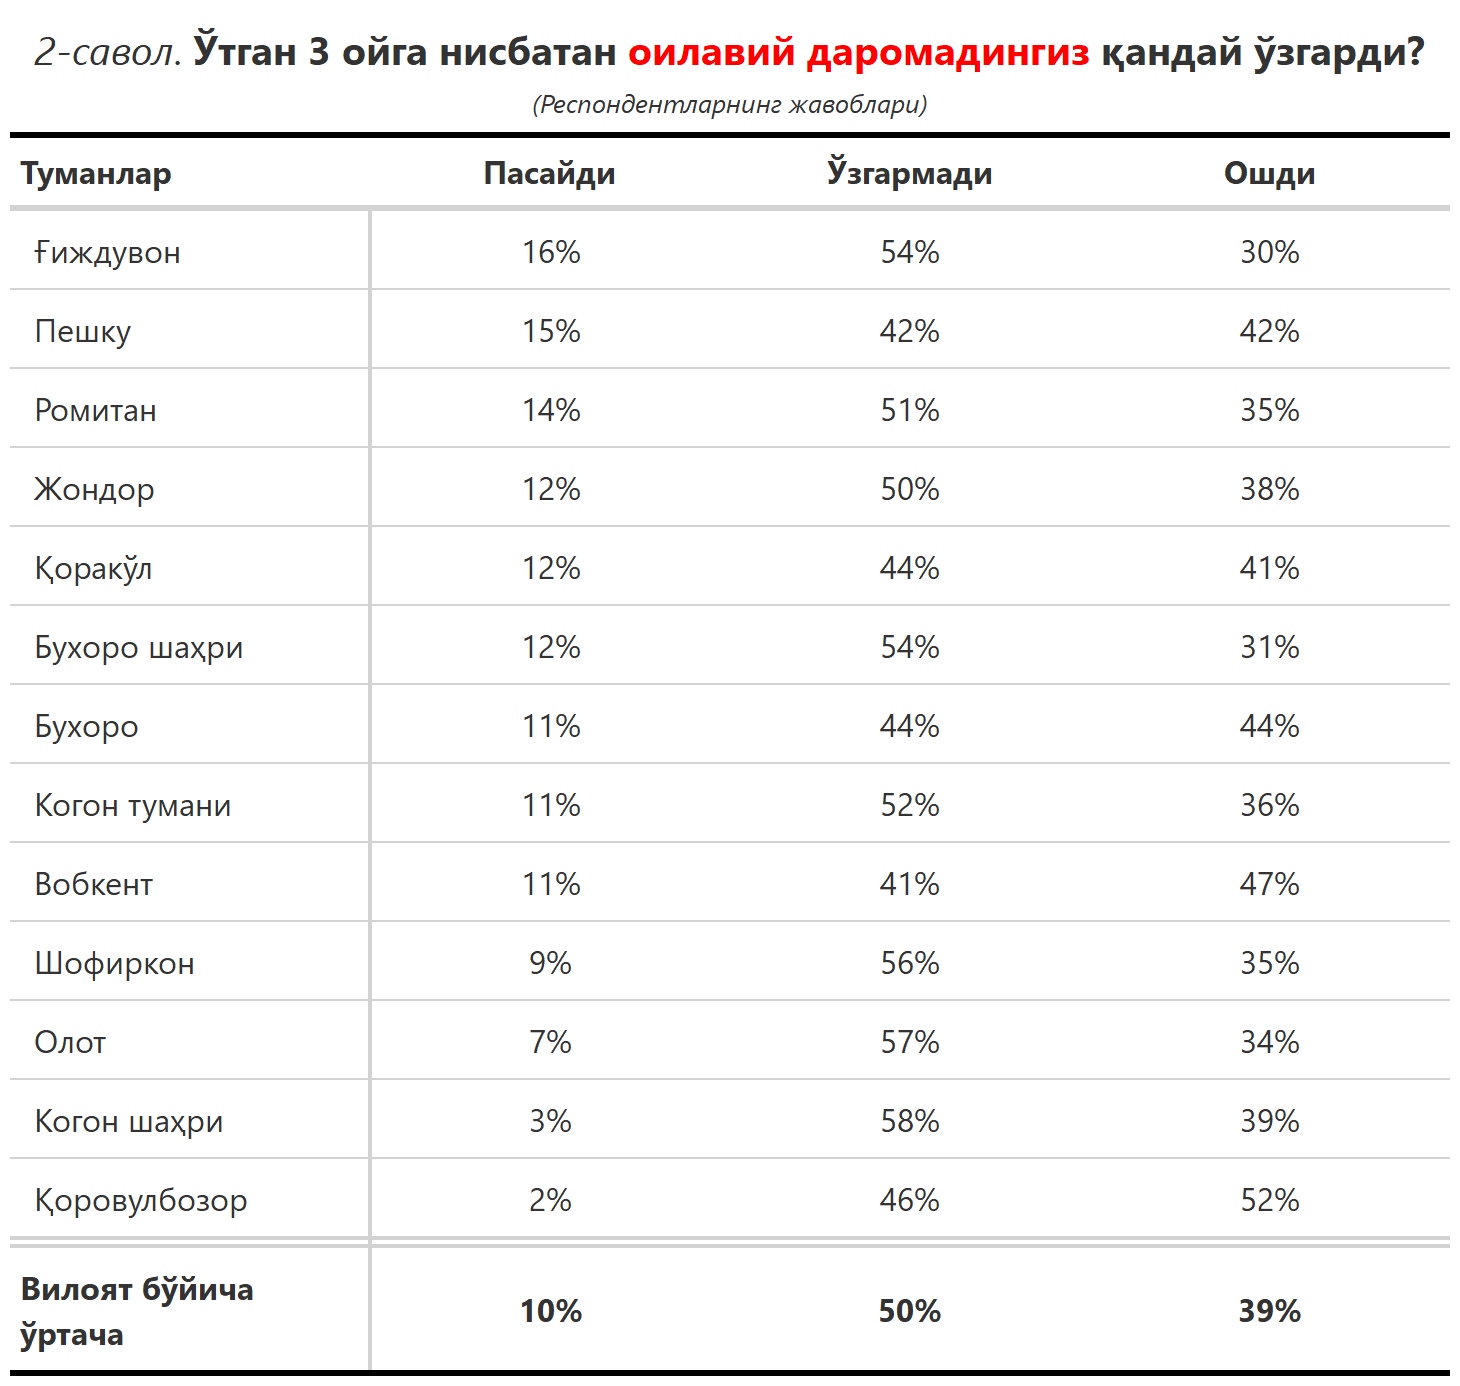 2-савол. Ўтган 3 ойга нисбатан оилавий даромадингиз қандай ўзгарди?
(Респондентларнинг жавоблари)
Туманлар Пасайди Ўзгармади Ошди
Ғиждувон 16% 54% 30%
Пешку 15% 42% 42%
Ромитан 14% 51% 35%
Жондор 12% 50% 38%
Қоракўл 12% 44% 41%
Бухоро шаҳри 12% 54% 31%
Бухоро 11% 44% 44%
Когон тумани 11% 52% 36%
Вобкент 11% 41% 47%
Шофиркон 9% 56% 35%
Олот 7% 57% 34%
Когон шаҳри 3% 58% 39%
Қоровулбозор 2% 46% 52%
Вилоят бўйича
ўртача 10% 50% 39%